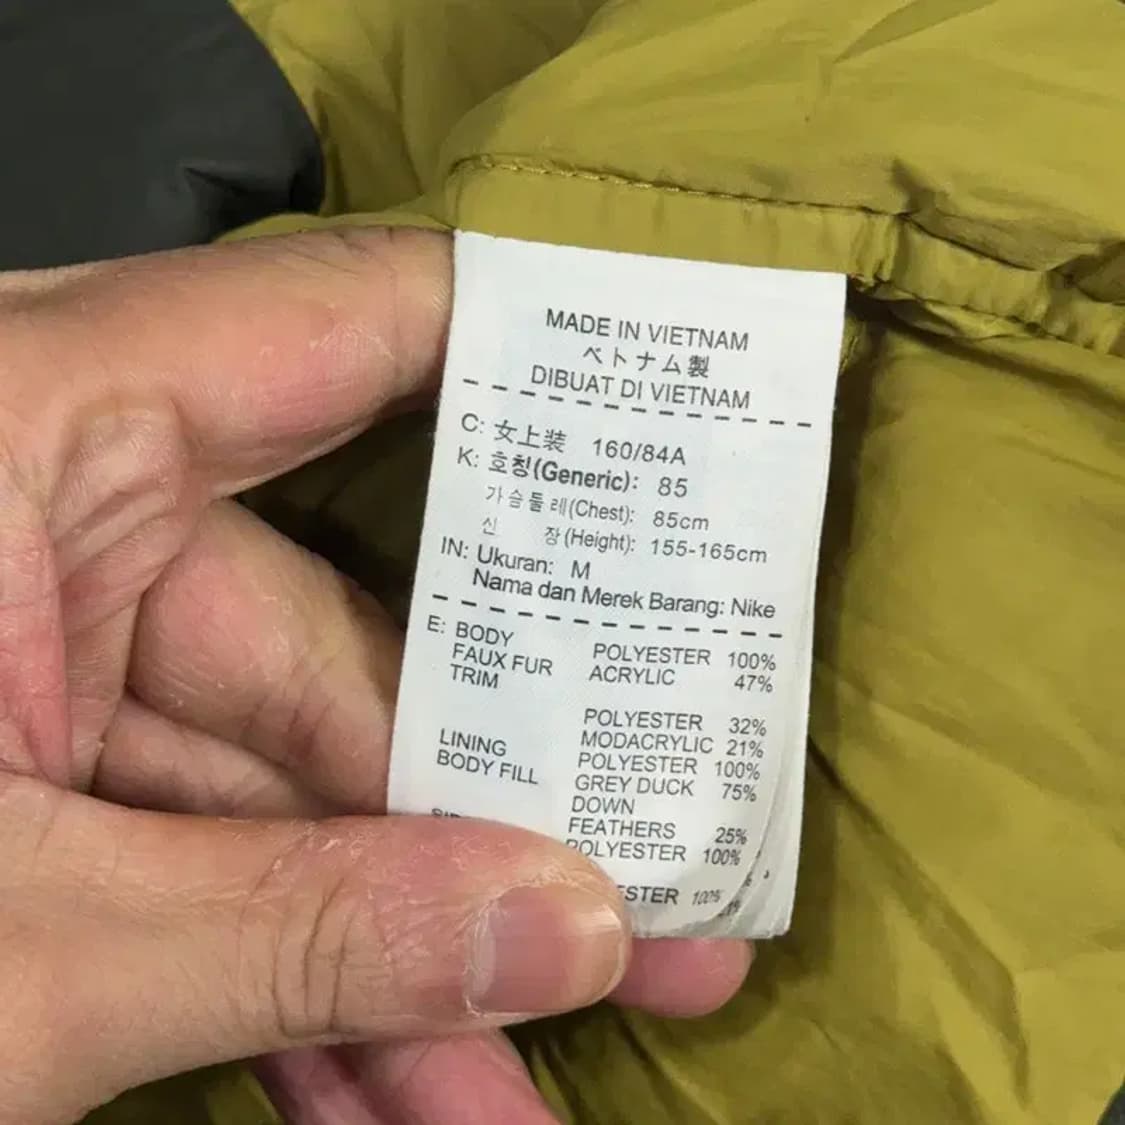 MADE IN VIETNAM
ベトナム製
DIBUAT DI VIETNAM
C: 女上装 160/84A
K: 호칭(Generic): 85
가슴둘레(Chest): 85cm
신 장(Height): 155-165cm
IN: Ukuran: M
Nama dan Merek Barang: Nike
E: BODY POLYESTER 100%
FAUX FUR ACRYLIC 47%
TRIM
POLYESTER 32%
MODACRYLIC 21%
LINING POLYESTER 100%
BODY FILL GREY DUCK 75%
DOWN
FEATHERS 25%
POLYESTER 100%
100%